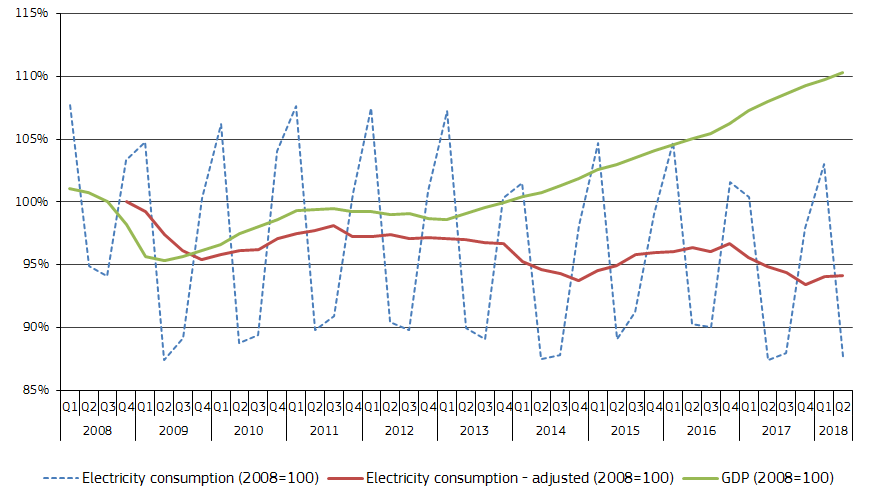 115%
110%
105%
100%
95%
90%
85%
Q1 Q2 Q3 Q4 Q1 Q2 Q3 Q4 Q1 Q2 Q3 Q4 Q1 Q2 Q3 Q4 Q1 Q2 Q3 Q4 Q1 Q2 Q3 Q4 Q1 Q2 Q3 Q4 Q1 Q2 Q3 Q4 Q1 Q2 Q3 Q4 Q1 Q2 Q3 Q4 Q1 Q2
2008 2009 2010 2011 2012 2013 2014 2015 2016 2017 2018
Electricity consumption (2008=100) Electricity consumption - adjusted (2008=100) GDP (2008=100)